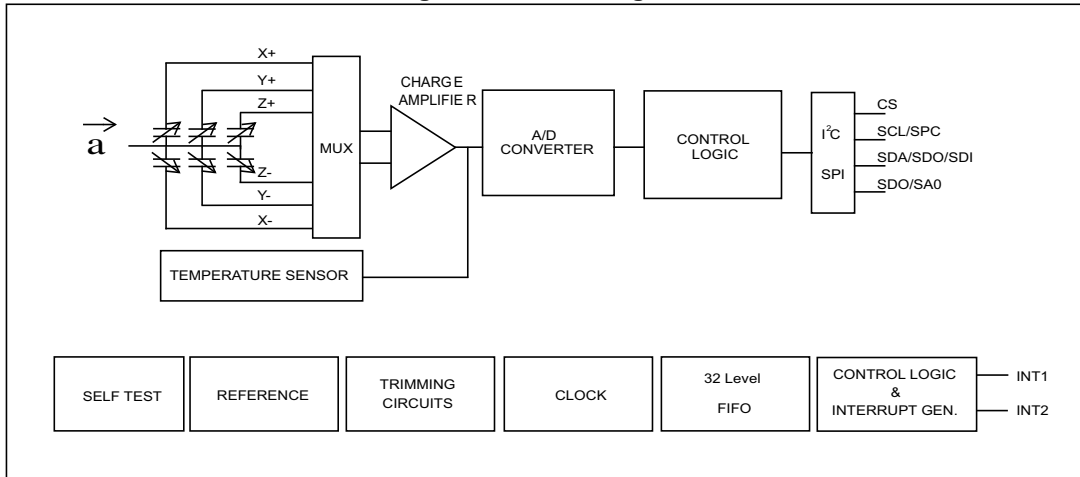 X+
Y+
Z+
a
Z-
Y-
X-
MUX
CHARGE
AMPLIFIER
A/D
CONVERTER
CONTROL
LOGIC
I²C
SPI
CS
SCL/SPC
SDA/SDO/SDI
SDO/SA0
TEMPERATURE SENSOR
SELF TEST
REFERENCE
TRIMMING
CIRCUITS
CLOCK
32 Level
FIFO
CONTROL LOGIC
&
INTERRUPT GEN.
INT1
INT2